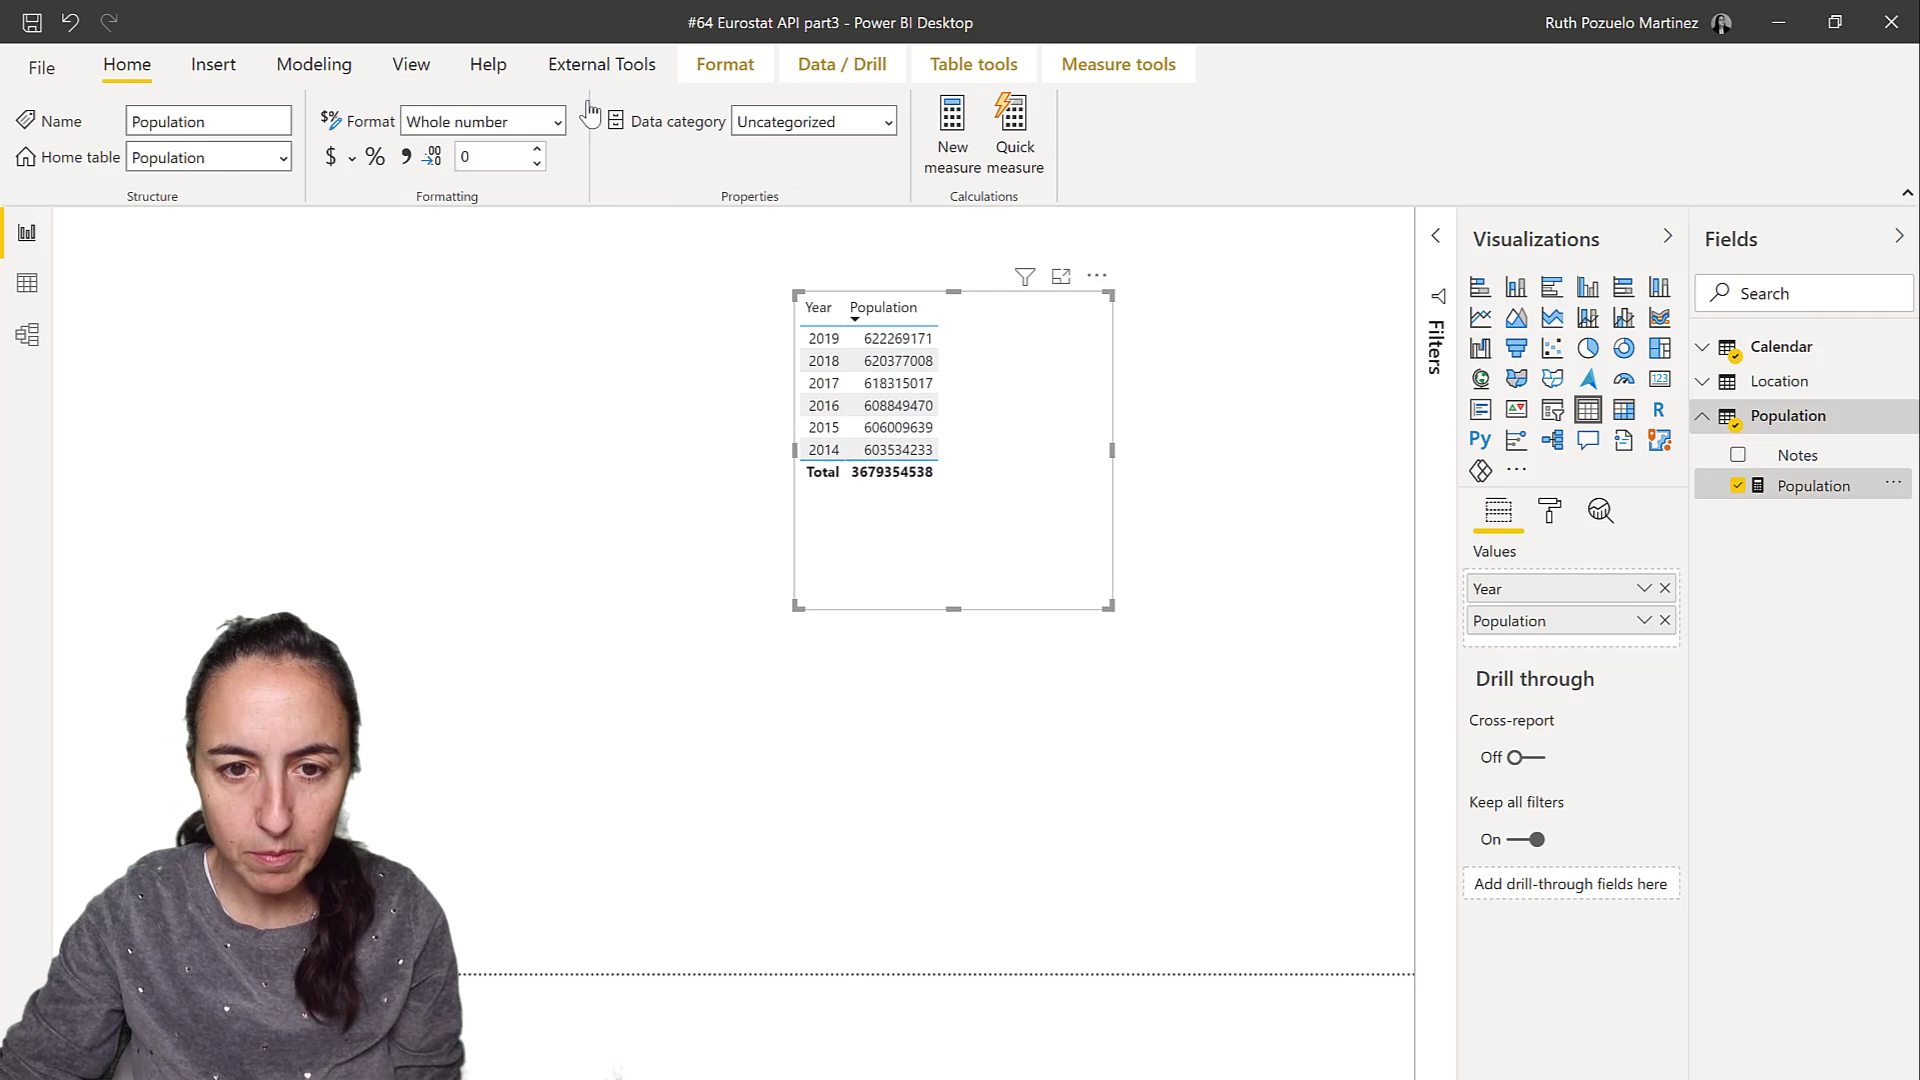 #64 Eurostat API part3 - Power BI Desktop
Ruth Pozuelo Martinez
File
Home
Insert
Modeling
View
Help
External Tools
Format
Data / Drill
Table tools
Measure tools
Name
Population
Home table
Population
Structure
$% Format
Whole number
$
%
,
.00
→.0
0
Formatting
Data category
Uncategorized
Properties
New measure
Quick measure
Calculations
Year Population
2019 622269171
2018 620377008
2017 618315017
2016 608849470
2015 606009639
2014 603534233
Total 3679354538
Filters
Visualizations
123
R
Py
Values
Year
Population
Drill through
Cross-report
Off
Keep all filters
On
Add drill-through fields here
Fields
Search
Calendar
Location
Population
Notes
Population